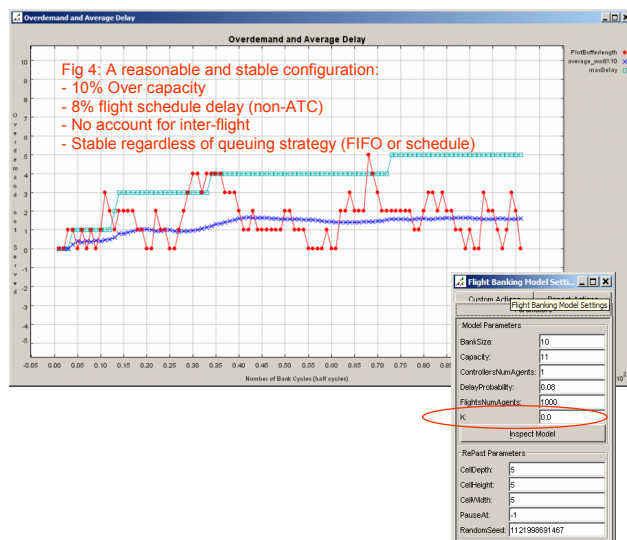 Overdemand and Average Delay
Overdemand and Average Delay
PlotBufferlength
average_waitX10
maxDelay
Fig 4: A reasonable and stable configuration:
- 10% Over capacity
- 8% flight schedule delay (non-ATC)
- No account for inter-flight
- Stable regardless of queuing strategy (FIFO or schedule)
Overdemand not Served
10
9
8
7
6
5
4
3
2
1
0
-1
-2
-3
-4
-5
-0.05 0.00 0.05 0.10 0.15 0.20 0.25 0.30 0.35 0.40 0.45 0.50 0.55 0.60 0.65 0.70 0.75 0.80 0.85
Number of Bank Cycles (half cycles)
10²
Flight Banking Model Setti...
Custom Actions
Flight Banking Model Settings
Model Parameters
BankSize: 10
Capacity: 11
ControllersNumAgents: 1
DelayProbability: 0.08
FlightsNumAgents: 1000
K: 0.0
Inspect Model
RePast Parameters
CellDepth: 5
CellHeight: 5
CellWidth: 5
PauseAt: -1
RandomSeed: 1121998691467